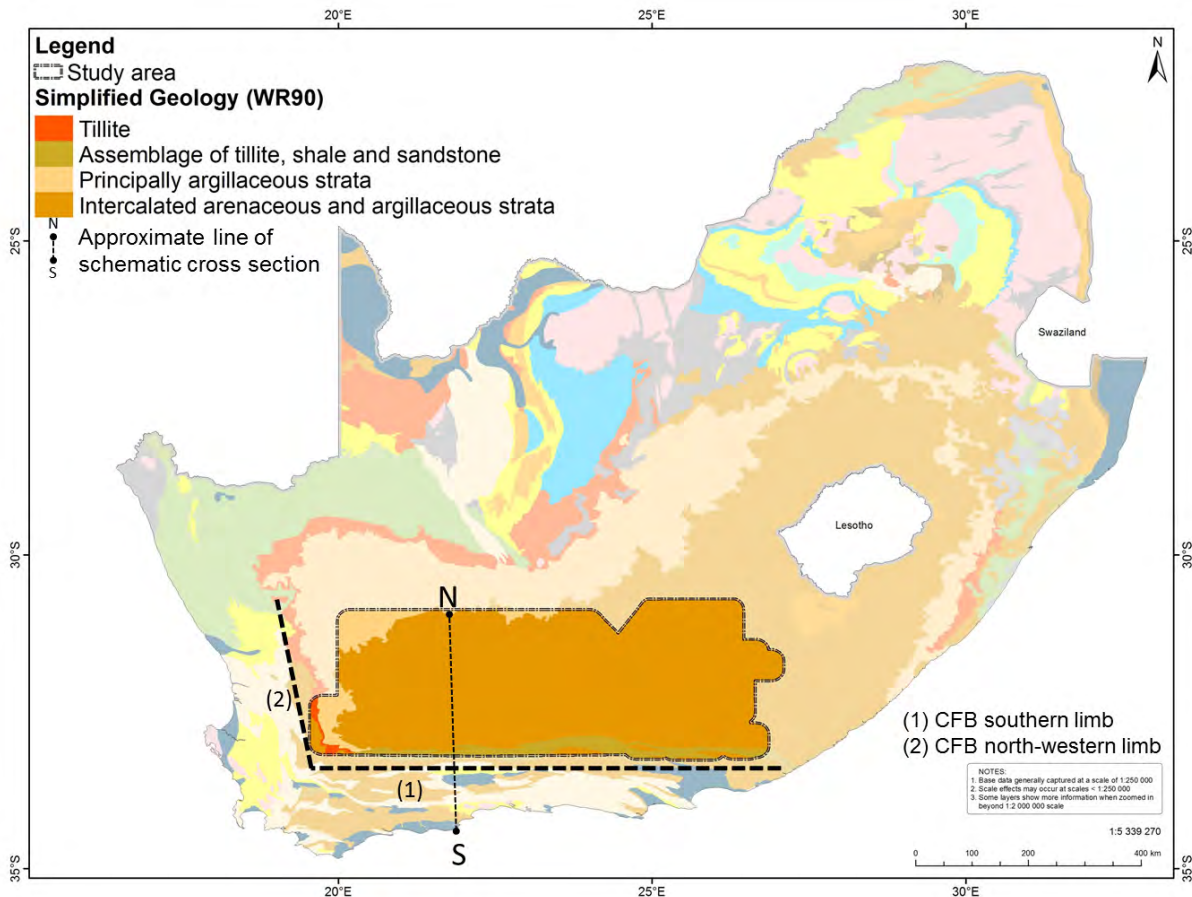 20°E
25°E
30°E
Legend
Study area
Simplified Geology (WR90)
Tillite
Assemblage of tillite, shale and sandstone
Principally argillaceous strata
Intercalated arenaceous and argillaceous strata
N
Approximate line of
schematic cross section
S
N
25°S
25°S
Swaziland
Lesotho
30°S
30°S
N
(2)
(1) CFB southern limb
(2) CFB north-western limb
(1)
NOTES:
1. Base data generally captured at a scale of 1:250 000
2. Scale effects may occur at scales < 1:250 000
3. Some layers show more information when zoomed in
beyond 1:2 000 000 scale
1:5 339 270
S
0 100 200 400 km
35°S
35°S
20°E
25°E
30°E